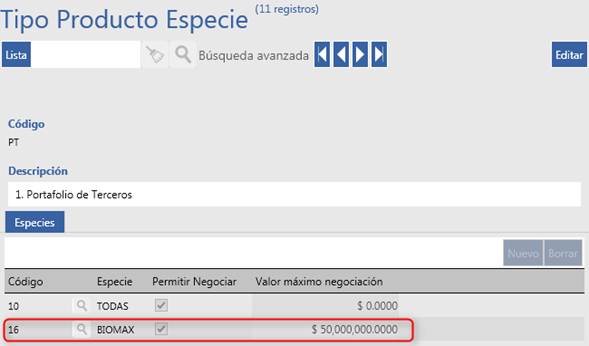 Tipo Producto Especie (11 registros)
Lista Búsqueda avanzada Editar
Código
PT
Descripción
1. Portafolio de Terceros
Especies
Nuevo Borrar
Código Especie Permitir Negociar Valor máximo negociación
10 TODAS $ 0.0000
16 BIOMAX $ 50,000,000.0000